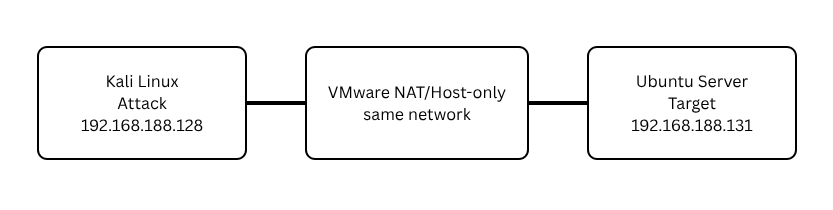 Kali Linux
Attack
192.168.188.128
VMware NAT/Host-only
same network
Ubuntu Server
Target
192.168.188.131